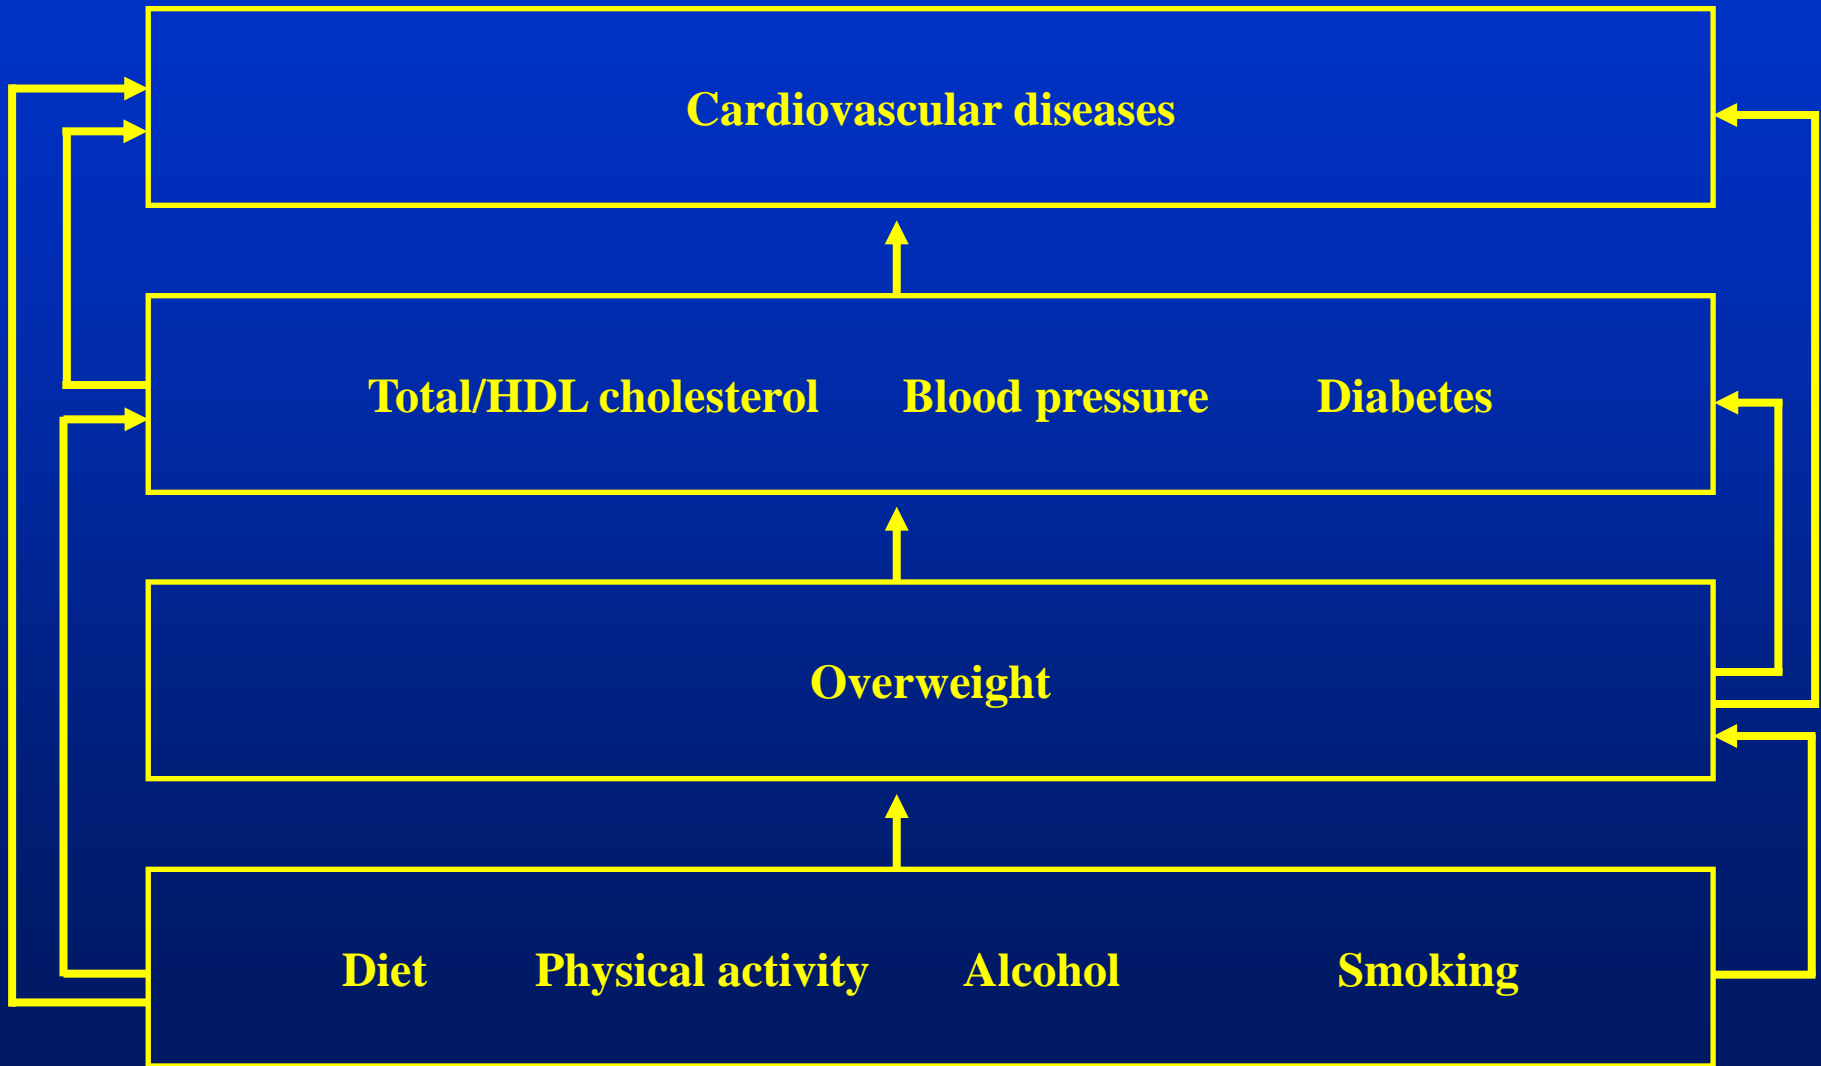 Cardiovascular diseases
Total/HDL cholesterol Blood pressure Diabetes
Overweight
Diet Physical activity Alcohol Smoking